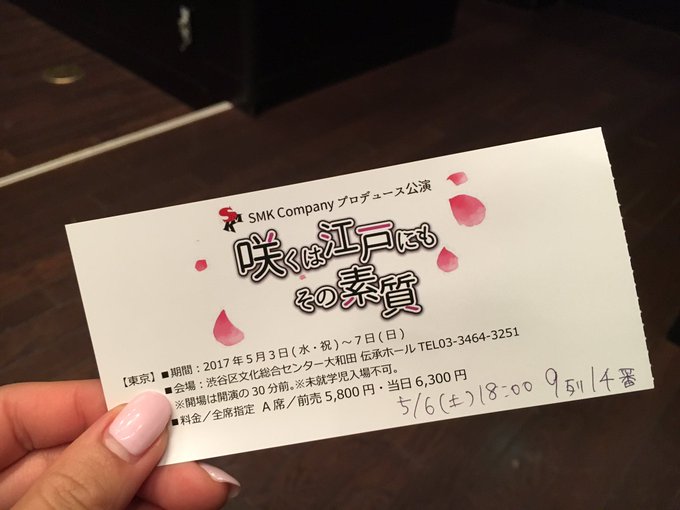 SMK
SMK Company プロデュース公演
咲くは江戸にも
その素質
【東京】■期間：2017年5月3日(水・祝)～7日(日)
■会場：渋谷区文化総合センター大和田 伝承ホール TEL03-3464-3251
※開場は開演の30分前。※未就学児入場不可。
■料金／全席指定 A席／前売 5,800円・当日 6,300円
5/6(土) 18:00 9列14番